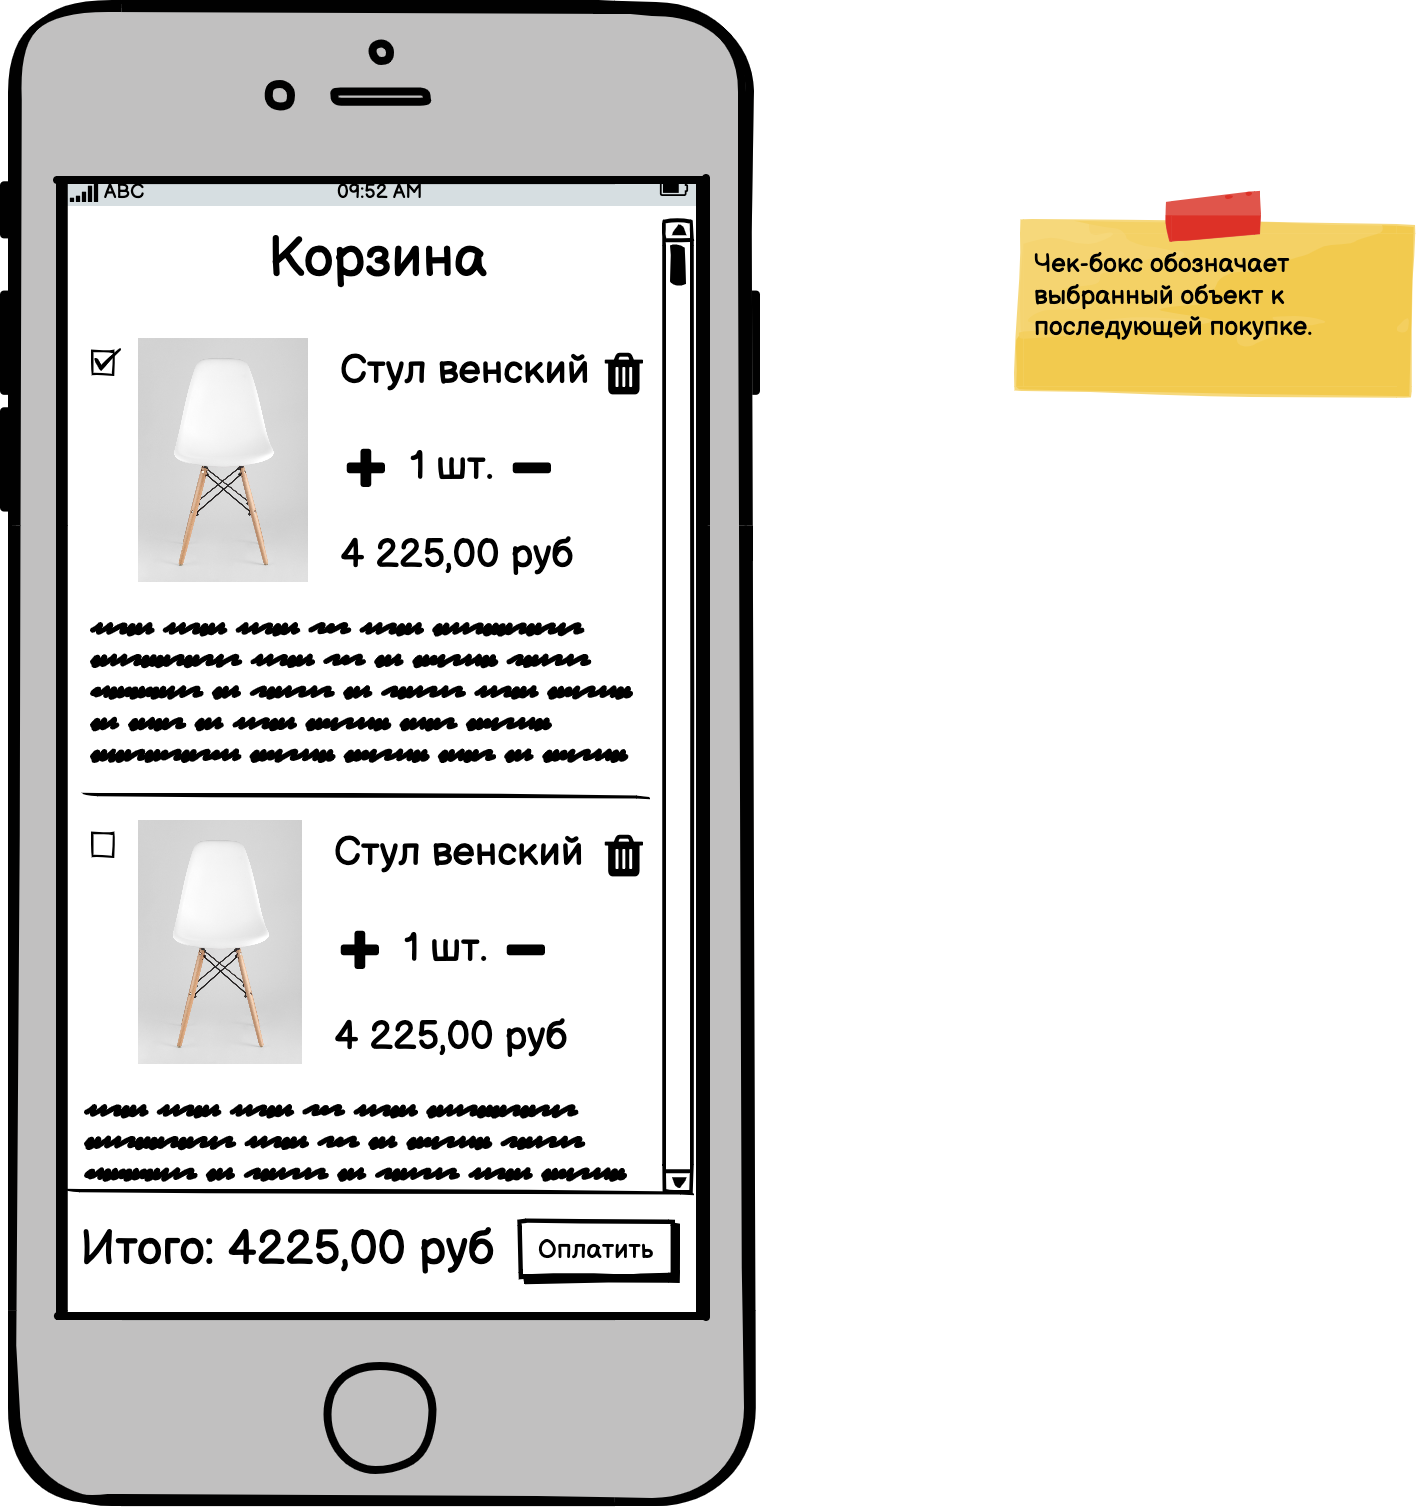 ABC 09:52 AM
Корзина
Стул венский
1 шт.
4 225,00 руб
Стул венский
1 шт.
4 225,00 руб
Итого: 4225,00 руб
Оплатить
Чек-бокс обозначает
выбранный объект к
последующей покупке.